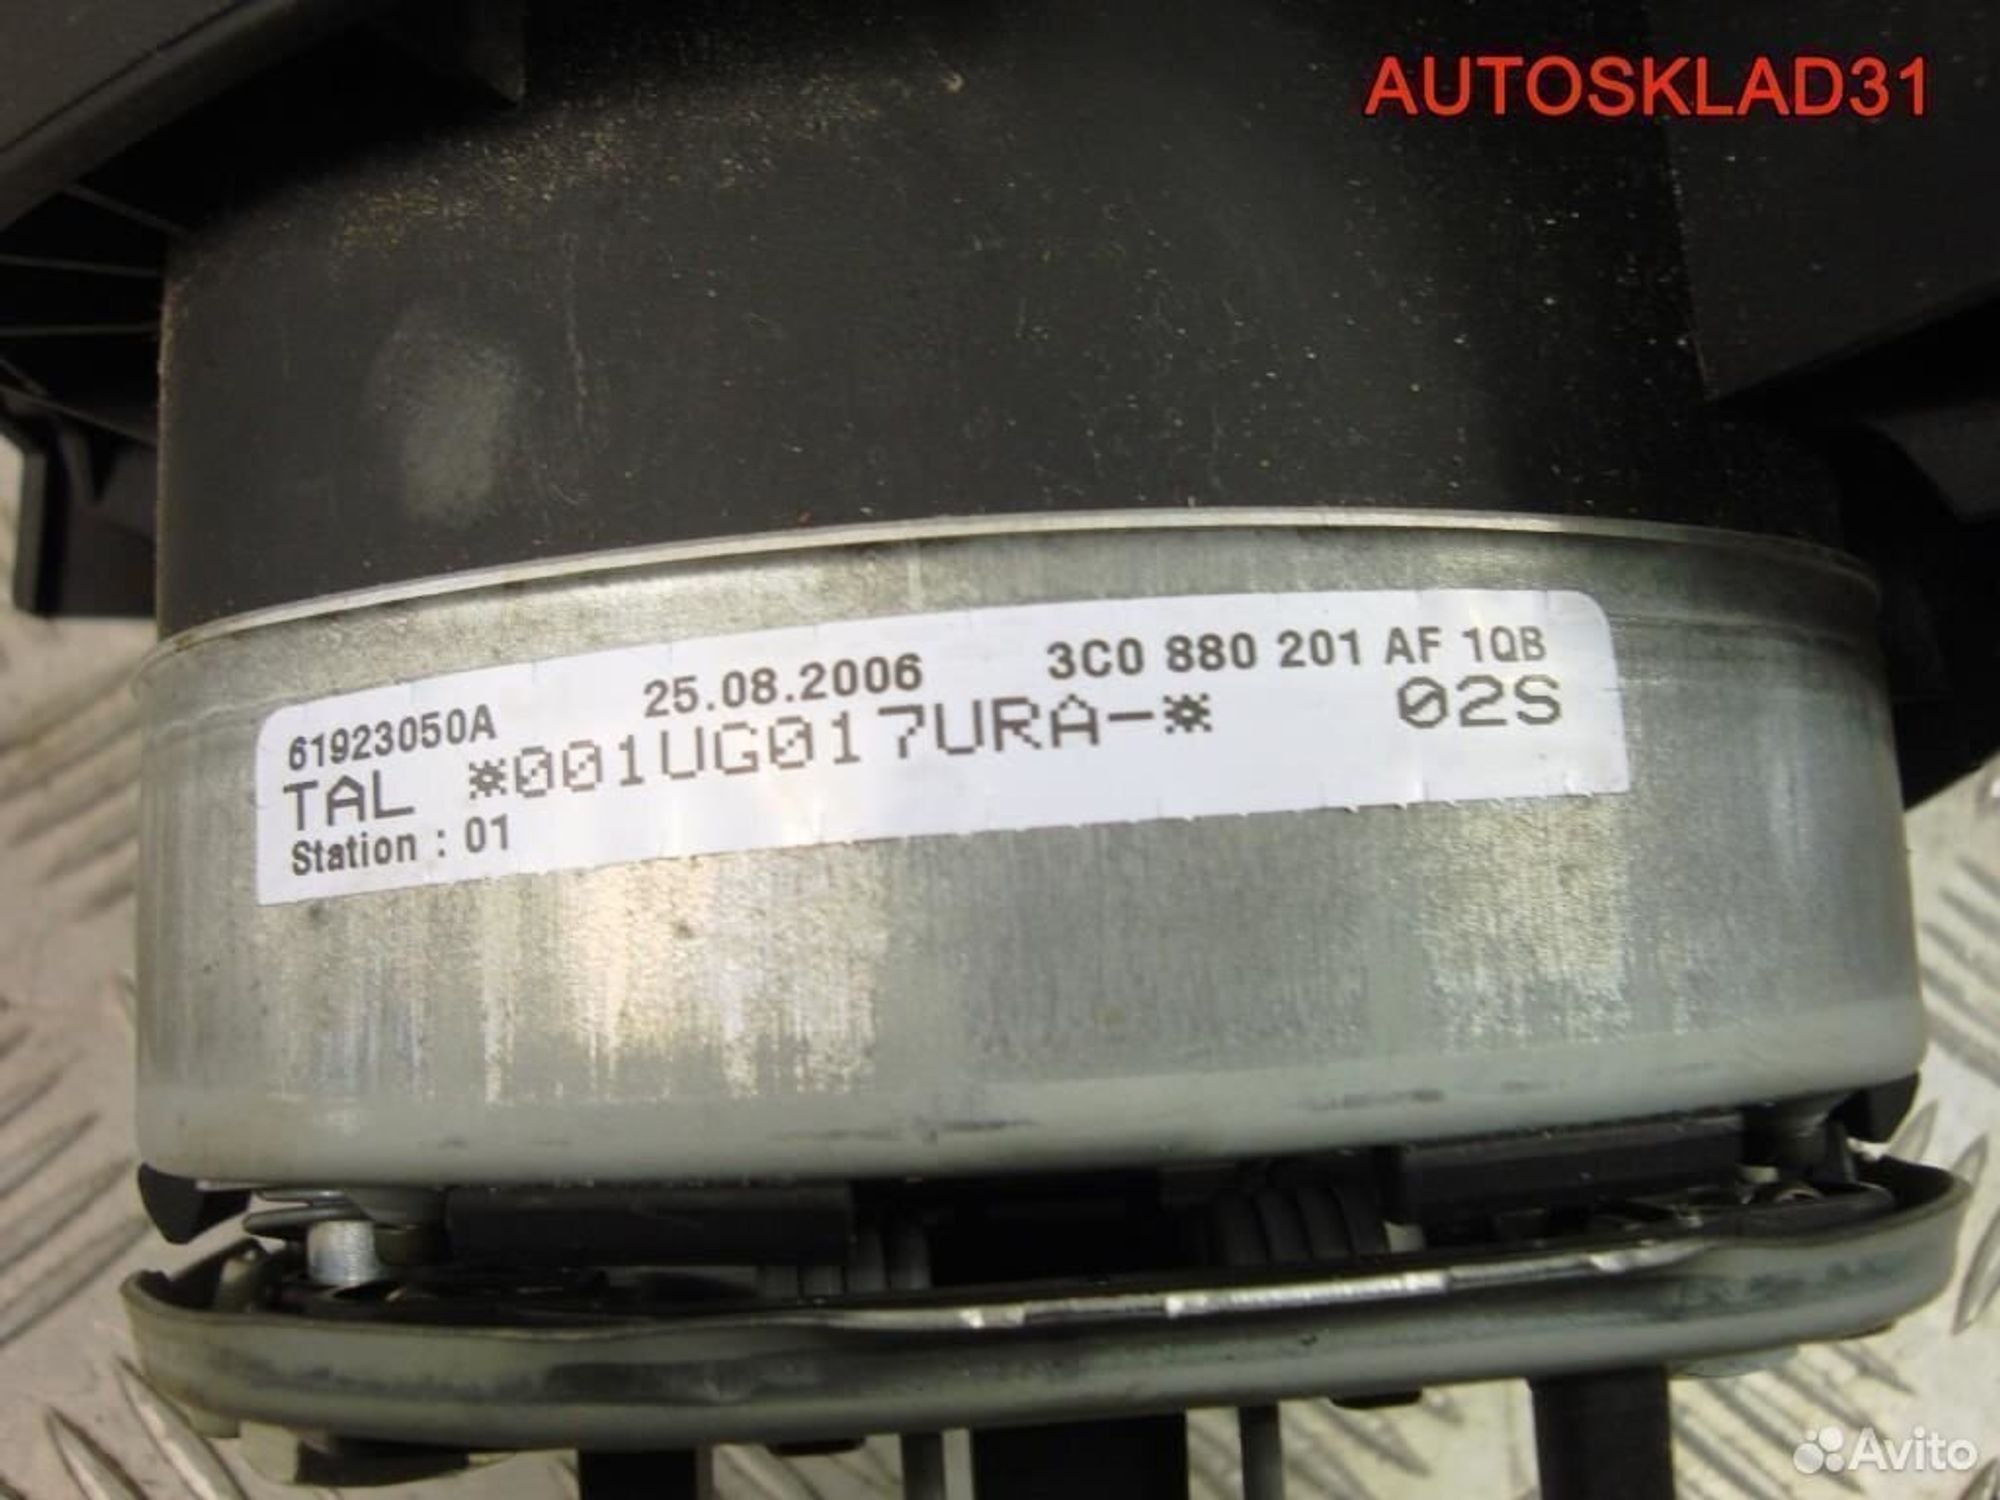 AUTOSKLAD31
61923050A 25.08.2006 3C0 880 201 AF 1QB
TAL *001UG017URA-* 02S
Station : 01
Avito